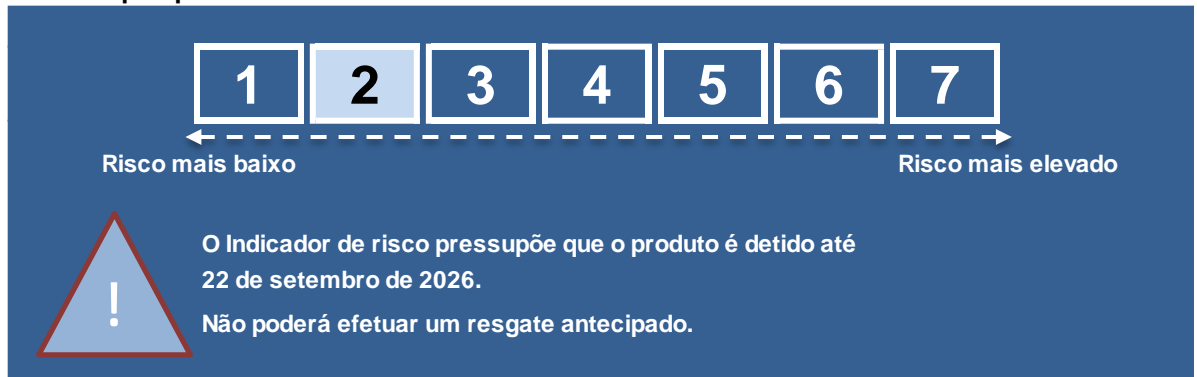 1 2 3 4 5 6 7
Risco mais baixo Risco mais elevado
O Indicador de risco pressupõe que o produto é detido até
22 de setembro de 2026.
!
Não poderá efetuar um resgate antecipado.